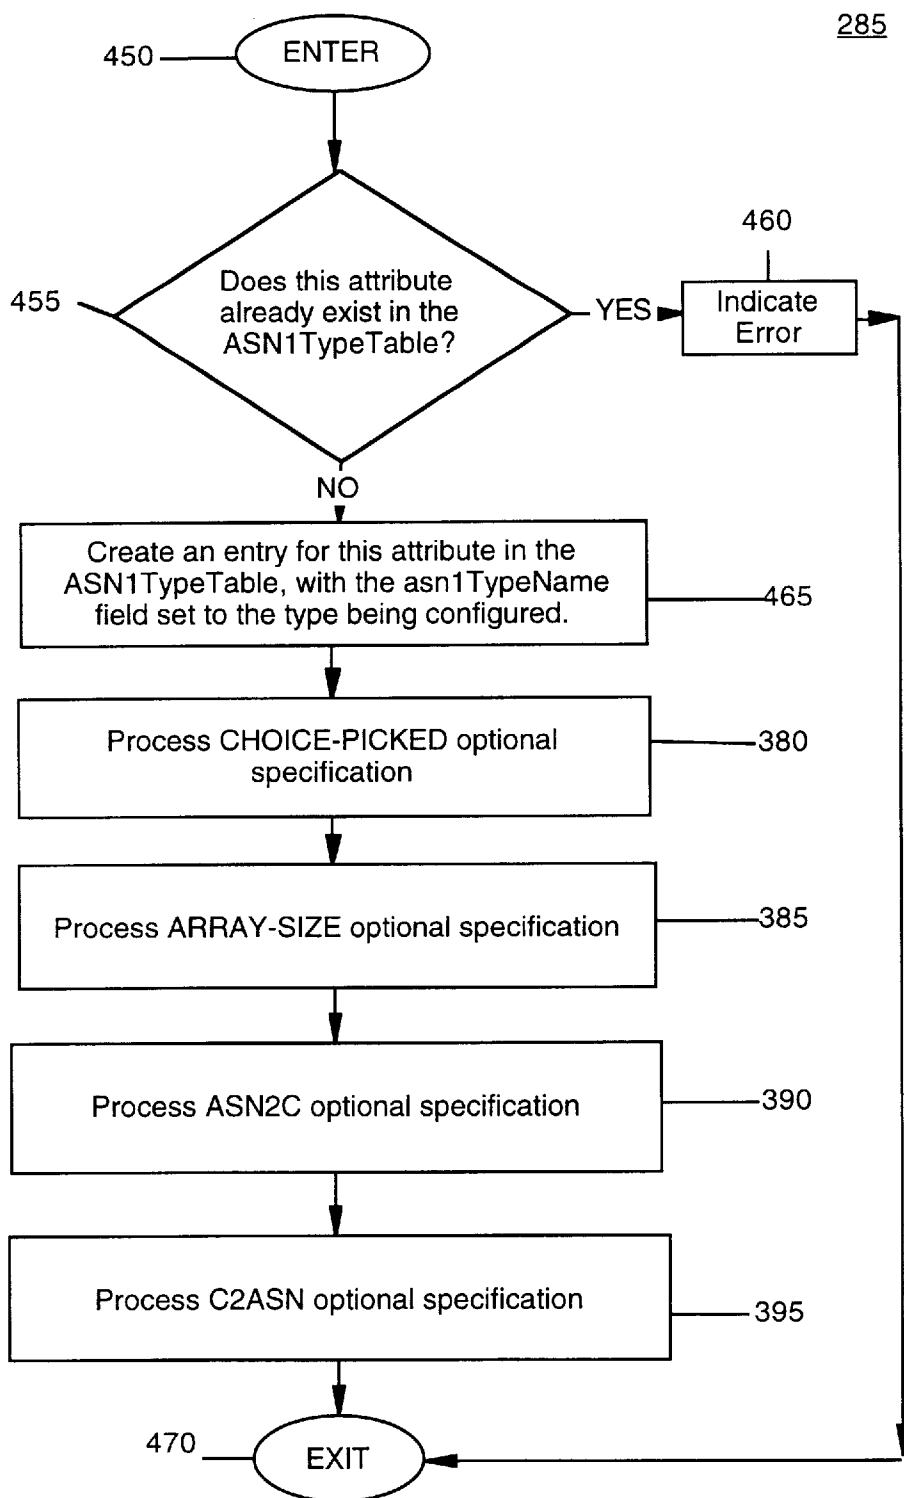 285
450
ENTER
460
455
Does this attribute
already exist in the
ASN1TypeTable?
YES
Indicate
Error
NO
Create an entry for this attribute in the
ASN1TypeTable, with the asn1TypeName
field set to the type being configured.
465
Process CHOICE-PICKED optional
specification
380
Process ARRAY-SIZE optional specification
385
Process ASN2C optional specification
390
Process C2ASN optional specification
395
470
EXIT